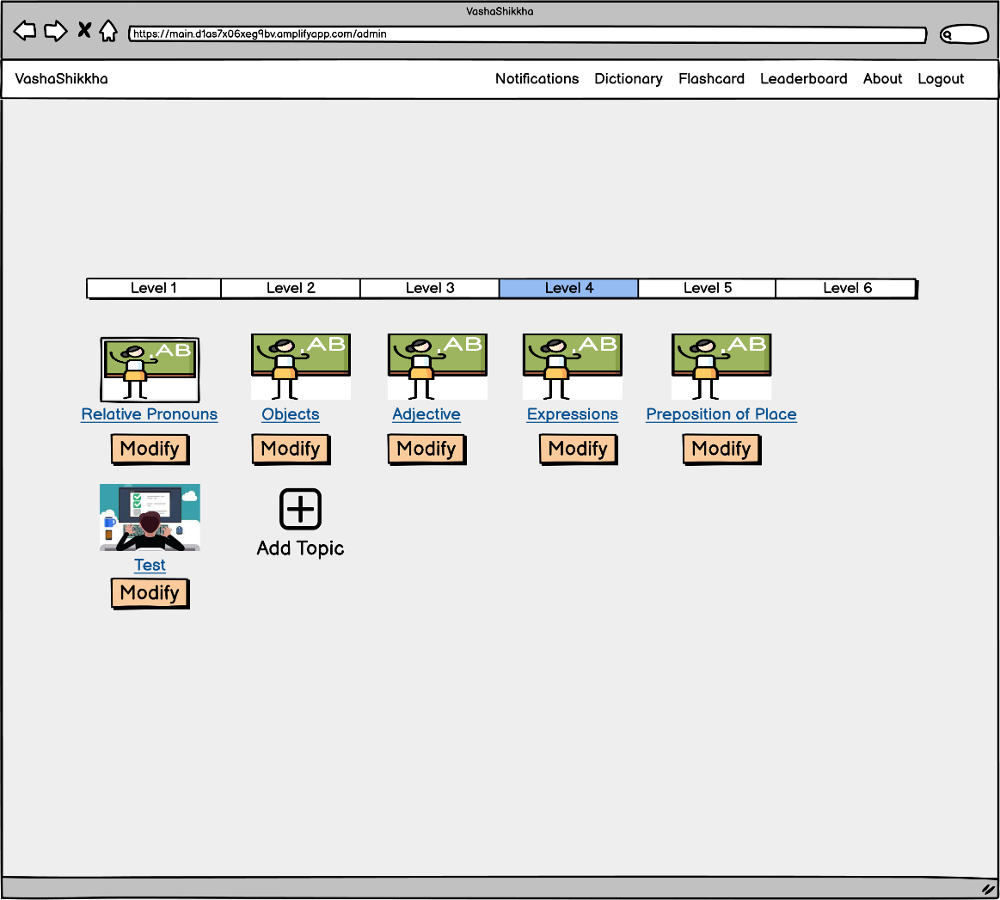 VashaShikkha
https://main.d1as7x06xeg9bv.amplifyapp.com/admin
VashaShikkha Notifications Dictionary Flashcard Leaderboard About Logout
Level 1 Level 2 Level 3 Level 4 Level 5 Level 6
.AB .AB .AB .AB .AB
Relative Pronouns Objects Adjective Expressions Preposition of Place
Modify Modify Modify Modify Modify
Add Topic
Test
Modify